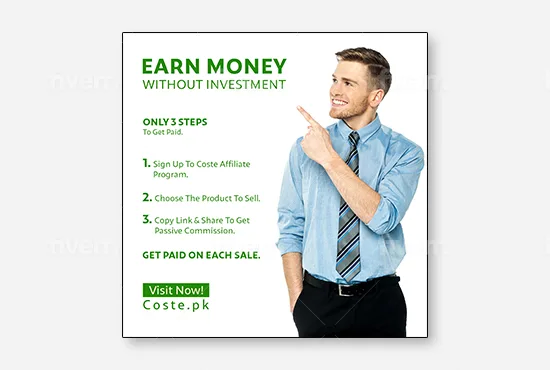 EARN MONEY
WITHOUT INVESTMENT
ONLY 3 STEPS
To Get Paid.
1. Sign Up To Coste Affiliate
Program.
2. Choose The Product To Sell.
3. Copy Link & Share To Get
Passive Commission.
GET PAID ON EACH SALE.
Visit Now!
Coste.pk